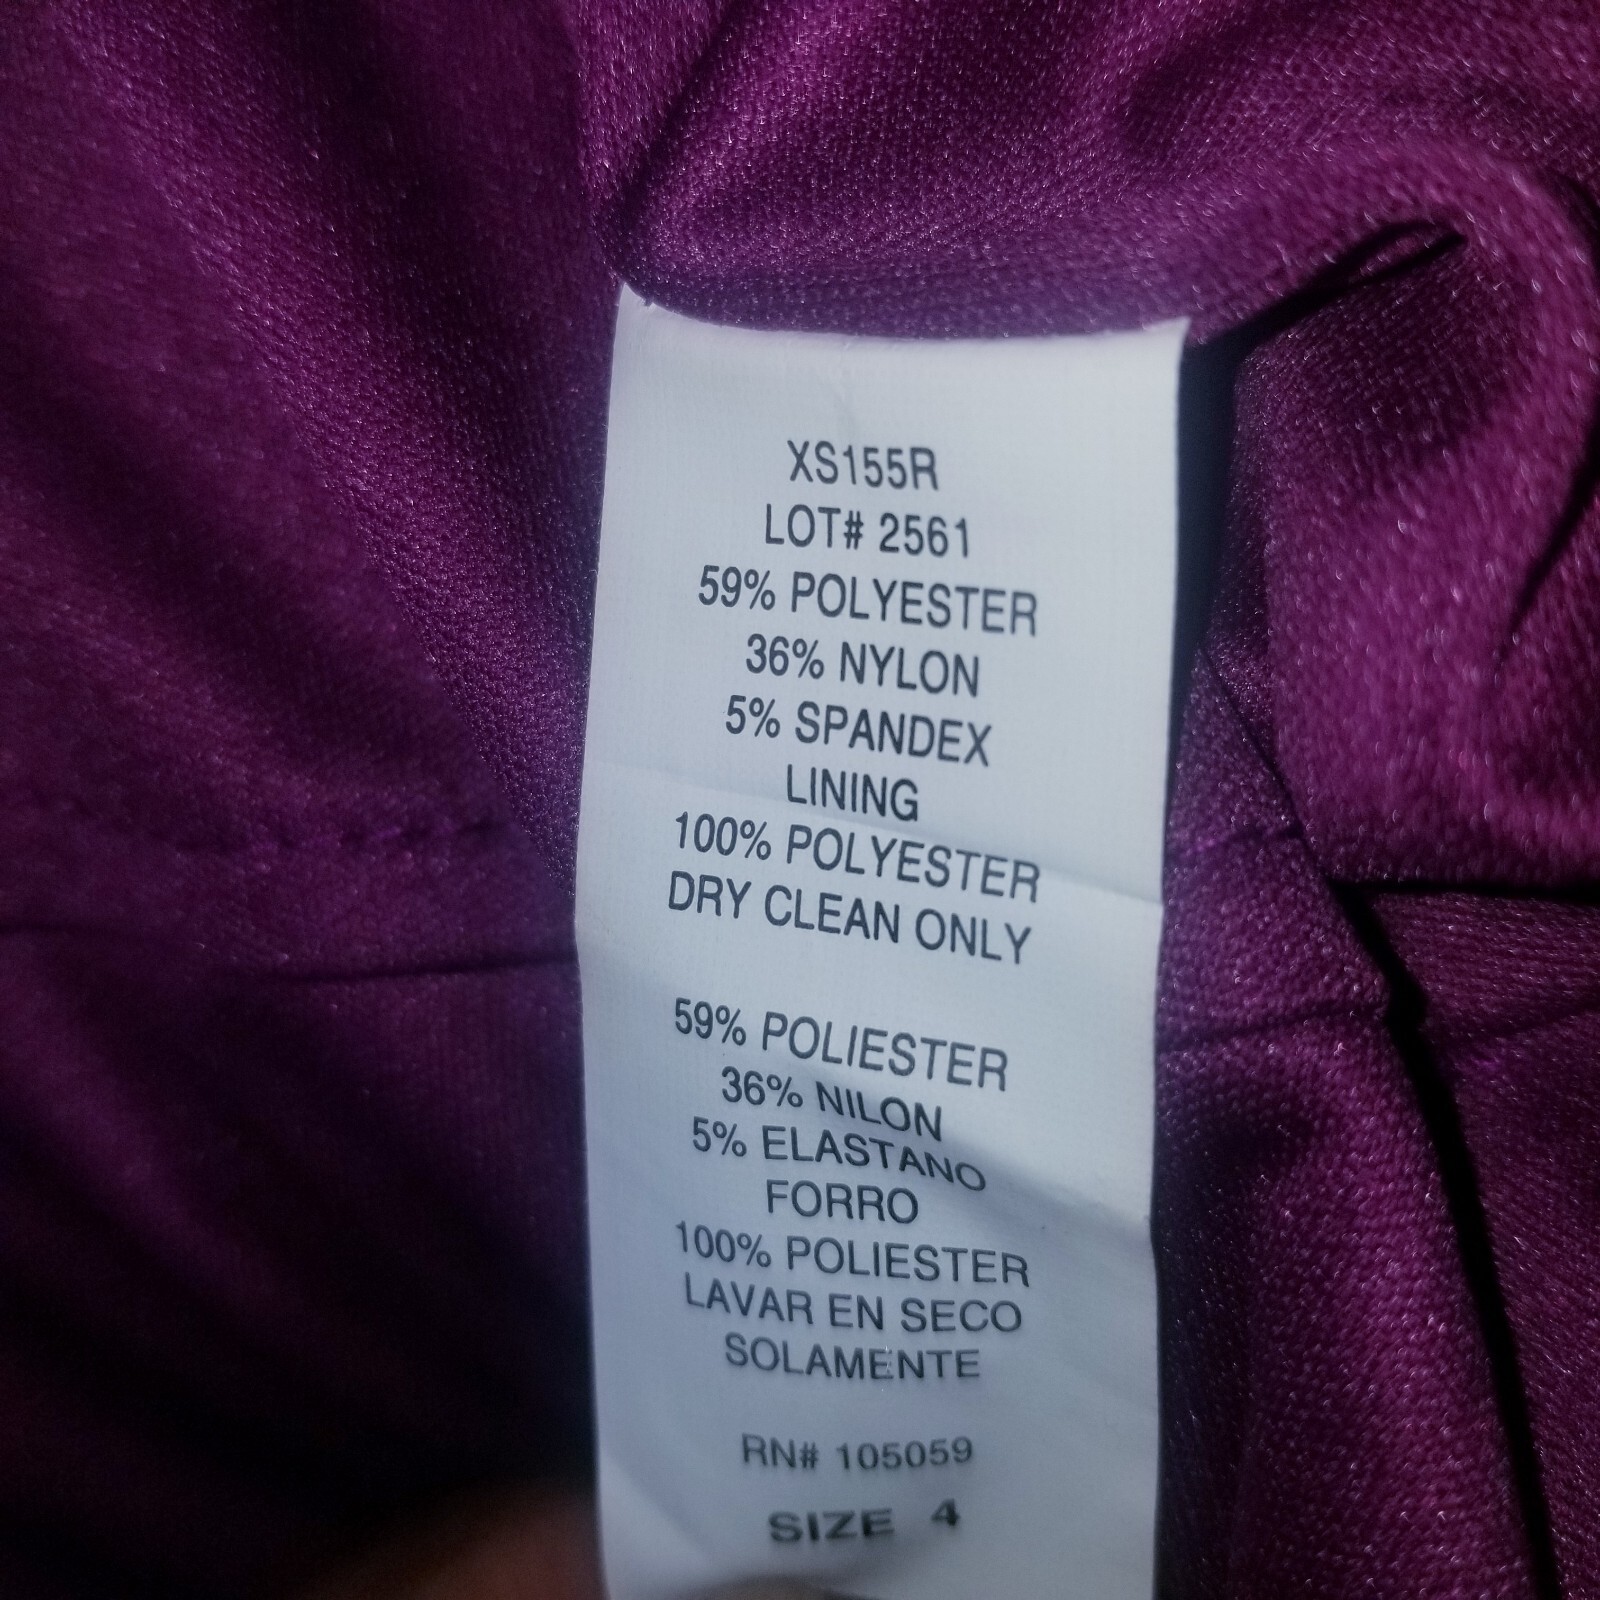 XS155R
LOT# 2561
59% POLYESTER
36% NYLON
5% SPANDEX
LINING
100% POLYESTER
DRY CLEAN ONLY
59% POLIESTER
36% NILON
5% ELASTANO
FORRO
100% POLIESTER
LAVAR EN SECO
SOLAMENTE
RN# 105059
SIZE 4